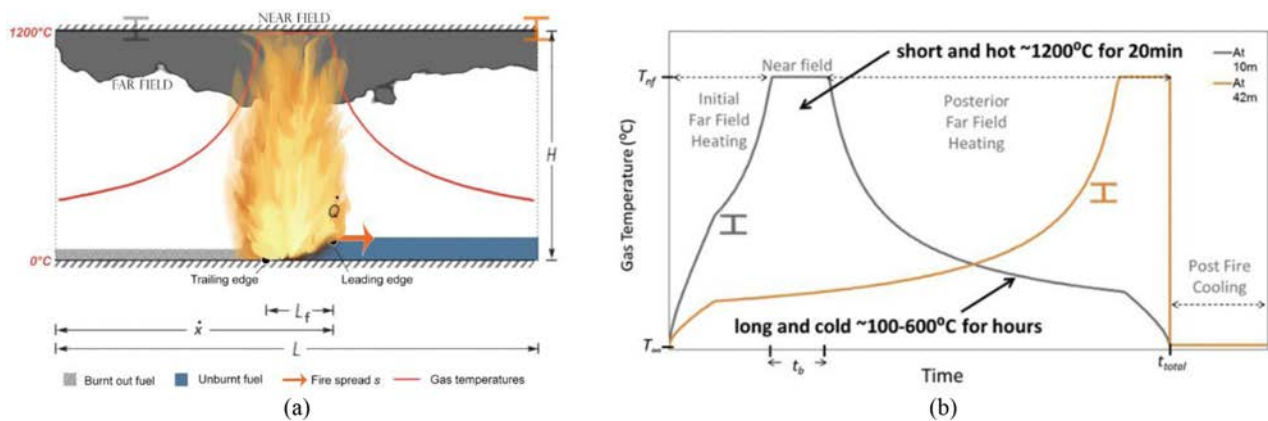 NEAR FIELD
1200°C
FAR FIELD
H
Q̇
0°C
Trailing edge
Leading edge
L_f
ẋ
L
Burnt out fuel
Unburnt fuel
Fire spread s
Gas temperatures
(a)
short and hot ~1200°C for 20min
At 10m
At 42m
T_nf
Near field
Initial
Far Field
Heating
Posterior
Far Field
Heating
Gas Temperature (°C)
Post Fire
Cooling
long and cold ~100-600°C for hours
T_∞
t_b
Time
t_total
(b)